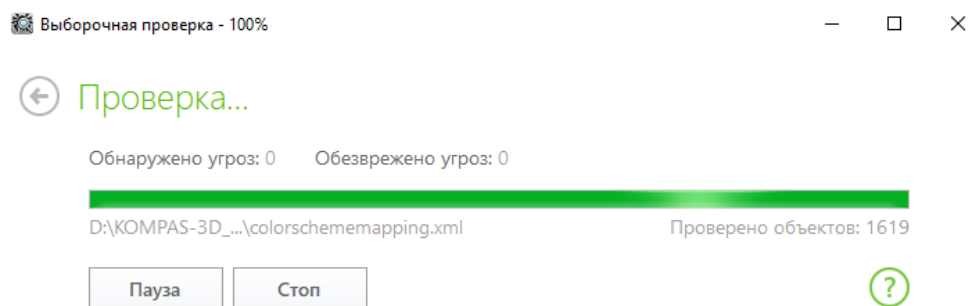 Выборочная проверка - 100%
Проверка...
Обнаружено угроз: 0 Обезврежено угроз: 0
D:\KOMPAS-3D_...\colorschememapping.xml Проверено объектов: 1619
Пауза Стоп ?